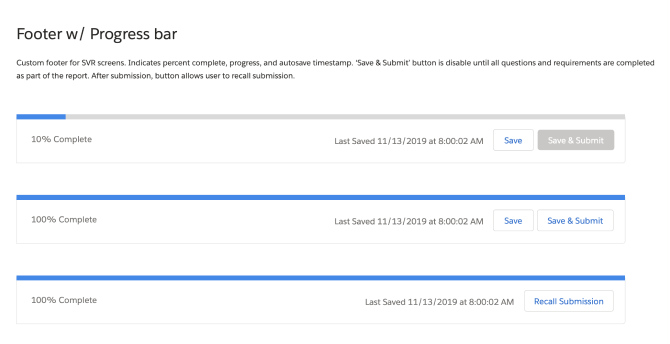 Footer w/ Progress bar
Custom footer for SVR screens. Indicates percent complete, progress, and autosave timestamp. 'Save & Submit' button is disable until all questions and requirements are completed
as part of the report. After submission, button allows user to recall submission.
10% Complete Last Saved 11/13/2019 at 8:00:02 AM Save Save & Submit
100% Complete Last Saved 11/13/2019 at 8:00:02 AM Save Save & Submit
100% Complete Last Saved 11/13/2019 at 8:00:02 AM Recall Submission